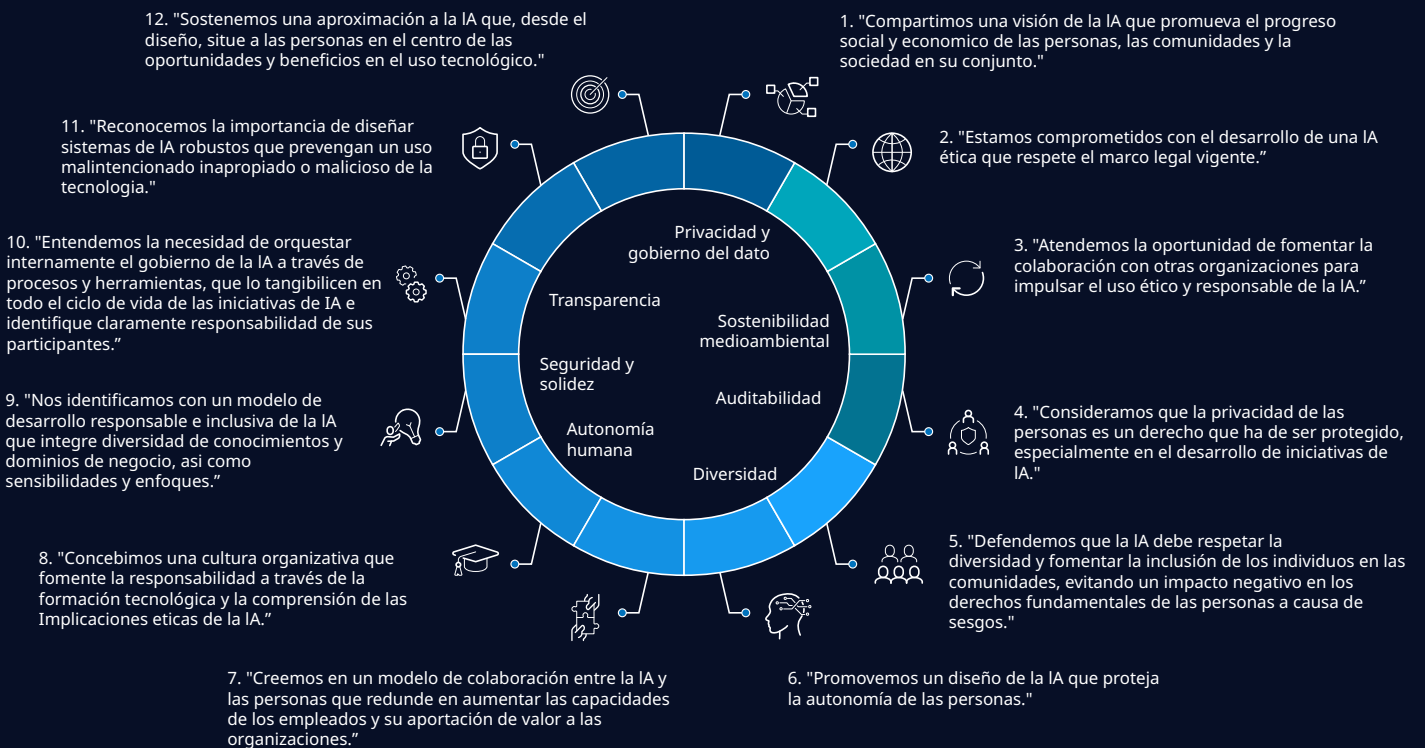 12. "Sostenemos una aproximación a la lA que, desde el
diseño, situe a las personas en el centro de las
oportunidades y beneficios en el uso tecnológico."
1. "Compartimos una visión de la lA que promueva el progreso
social y economico de las personas, las comunidades y la
sociedad en su conjunto."
11. "Reconocemos la importancia de diseñar
sistemas de lA robustos que prevengan un uso
malintencionado inapropiado o malicioso de la
tecnologia."
2. "Estamos comprometidos con el desarrollo de una lA
ética que respete el marco legal vigente.”
10. "Entendemos la necesidad de orquestar
internamente el gobierno de la lA a través de
procesos y herramientas, que lo tangibilicen en
todo el ciclo de vida de las iniciativas de IA e
identifique claramente responsabilidad de sus
participantes.”
3. "Atendemos la oportunidad de fomentar la
colaboración con otras organizaciones para
impulsar el uso ético y responsable de la lA.”
Privacidad y
gobierno del dato
Transparencia
Sostenibilidad
medioambiental
Seguridad y
solidez
Auditabilidad
Autonomía
humana
Diversidad
9. "Nos identificamos con un modelo de
desarrollo responsable e inclusiva de la lA
que integre diversidad de conocimientos y
dominios de negocio, asi como
sensibilidades y enfoques.”
4. "Consideramos que la privacidad de las
personas es un derecho que ha de ser protegido,
especialmente en el desarrollo de iniciativas de
lA."
8. "Concebimos una cultura organizativa que
fomente la responsabilidad a través de la
formación tecnológica y la comprensión de las
Implicaciones eticas de la lA.”
5. "Defendemos que la lA debe respetar la
diversidad y fomentar la inclusión de los individuos en las
comunidades, evitando un impacto negativo en los
derechos fundamentales de las personas a causa de
sesgos."
7. "Creemos en un modelo de colaboración entre la lA y
las personas que redunde en aumentar las capacidades
de los empleados y su aportación de valor a las
organizaciones.”
6. "Promovemos un diseño de la lA que proteja
la autonomía de las personas."